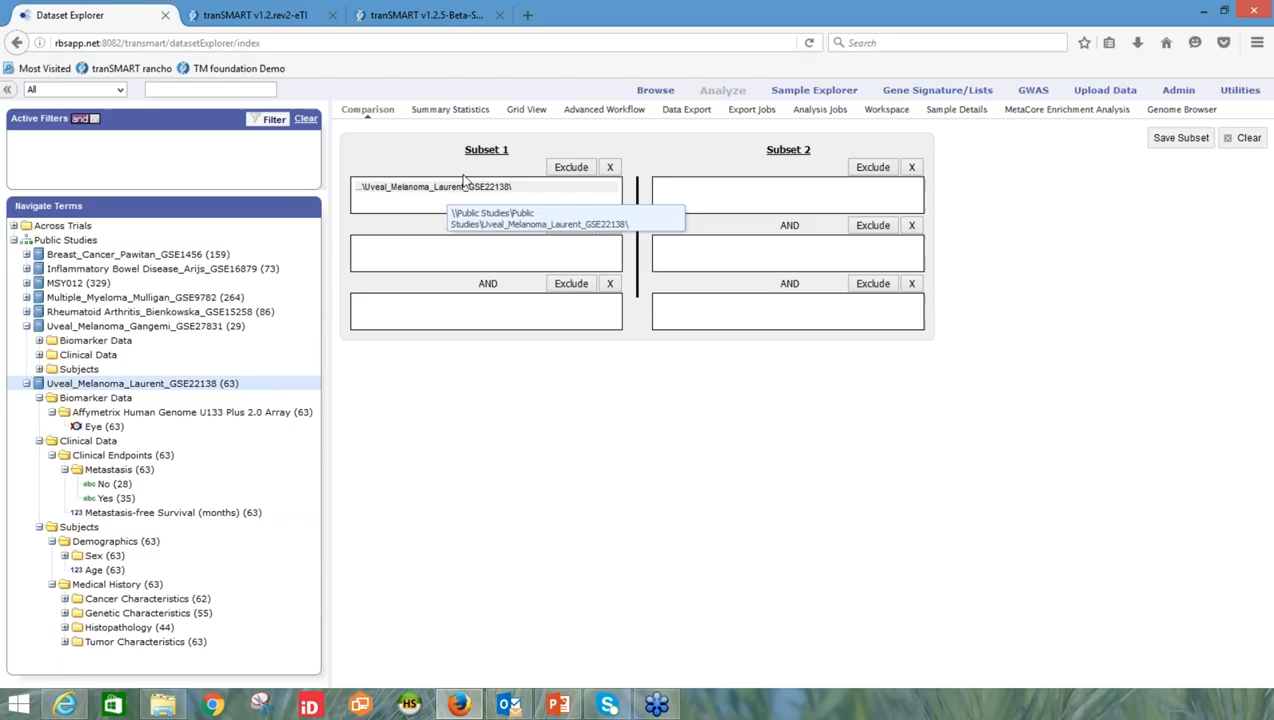 Dataset Explorer
tranSMART v1.2.rev2-eTI
tranSMART v1.2.5-Beta-S...
rbsapp.net:8082/transmart/datasetExplorer/index
Search
Most Visited
tranSMART rancho
TM foundation Demo
All
Browse
Analyze
Sample Explorer
Gene Signature/Lists
GWAS
Upload Data
Admin
Utilities
Active Filters and
Filter
Clear
Comparison
Summary Statistics
Grid View
Advanced Workflow
Data Export
Export Jobs
Analysis Jobs
Workspace
Sample Details
MetaCore Enrichment Analysis
Genome Browser
Save Subset
Clear
Navigate Terms
Across Trials
Public Studies
Breast_Cancer_Pawitan_GSE1456 (159)
Inflammatory Bowel Disease_Arijs_GSE16879 (73)
MSY012 (329)
Multiple_Myeloma_Mulligan_GSE9782 (264)
Rheumatoid Arthritis_Bienkowska_GSE15258 (86)
Uveal_Melanoma_Gangemi_GSE27831 (29)
Biomarker Data
Clinical Data
Subjects
Uveal_Melanoma_Laurent_GSE22138 (63)
Biomarker Data
Affymetrix Human Genome U133 Plus 2.0 Array (63)
Eye (63)
Clinical Data
Clinical Endpoints (63)
Metastasis (63)
abc No (28)
abc Yes (35)
123 Metastasis-free Survival (months) (63)
Subjects
Demographics (63)
Sex (63)
123 Age (63)
Medical History (63)
Cancer Characteristics (62)
Genetic Characteristics (55)
Histopathology (44)
Tumor Characteristics (63)
Subset 1
Exclude X
...\Uveal_Melanoma_Laurent_GSE22138\
\\Public Studies\Public
Studies\Uveal_Melanoma_Laurent_GSE22138\
AND Exclude X
Subset 2
Exclude X
AND Exclude X
AND Exclude X
iD
HS